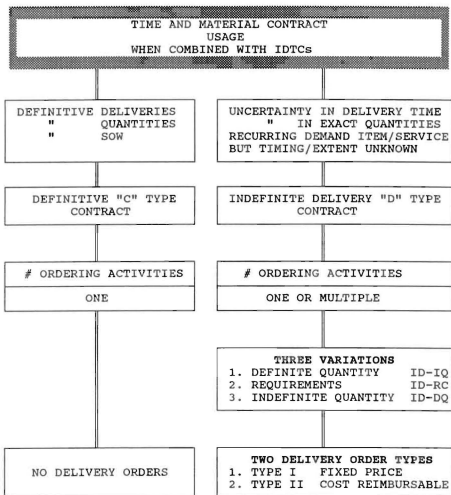 TIME AND MATERIAL CONTRACT
USAGE
WHEN COMBINED WITH IDTCs
DEFINITIVE DELIVERIES
" QUANTITIES
" SOW
UNCERTAINTY IN DELIVERY TIME
" IN EXACT QUANTITIES
RECURRING DEMAND ITEM/SERVICE
BUT TIMING/EXTENT UNKNOWN
DEFINITIVE "C" TYPE
CONTRACT
INDEFINITE DELIVERY "D" TYPE
CONTRACT
# ORDERING ACTIVITIES
ONE
# ORDERING ACTIVITIES
ONE OR MULTIPLE
THREE VARIATIONS
1. DEFINITE QUANTITY ID-IQ
2. REQUIREMENTS ID-RC
3. INDEFINITE QUANTITY ID-DQ
NO DELIVERY ORDERS
TWO DELIVERY ORDER TYPES
1. TYPE I FIXED PRICE
2. TYPE II COST REIMBURSABLE